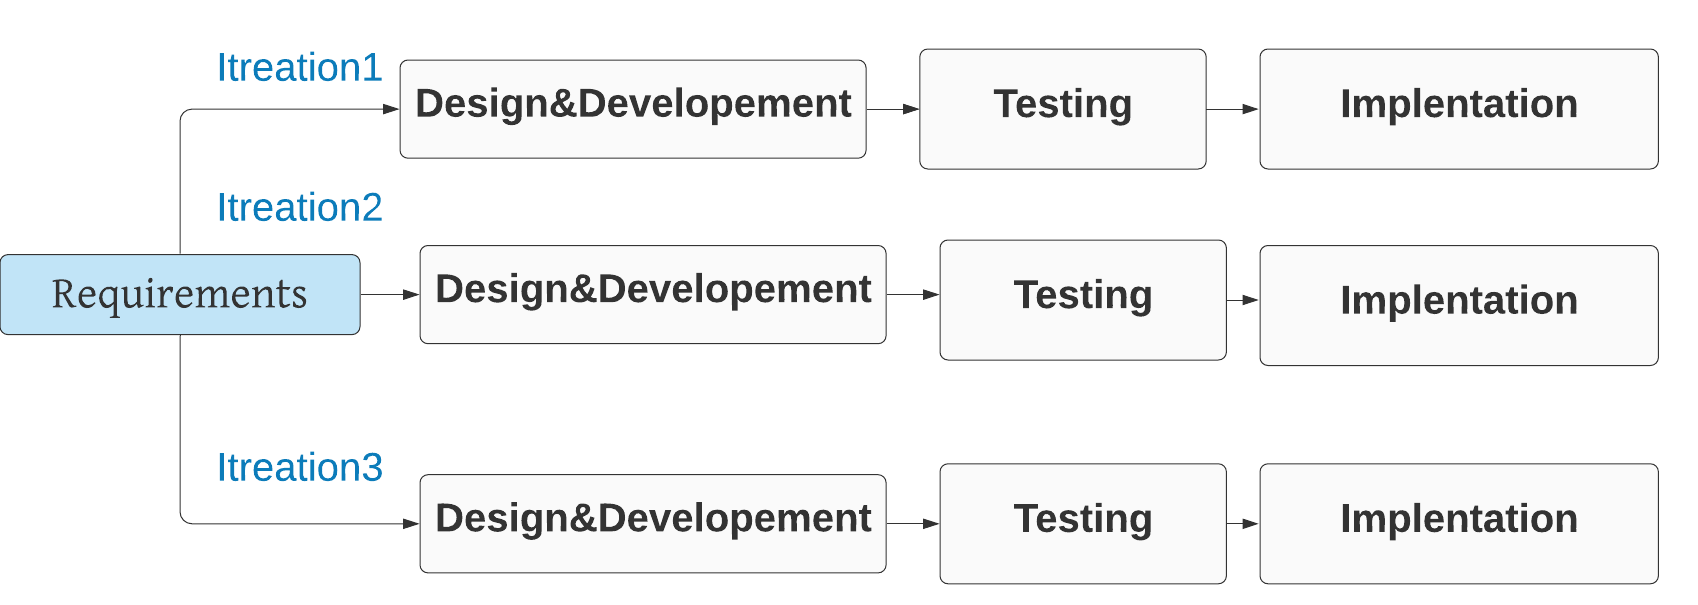 Itreation1
Design&Developement
Testing
Implentation
Itreation2
Requirements
Design&Developement
Testing
Implentation
Itreation3
Design&Developement
Testing
Implentation